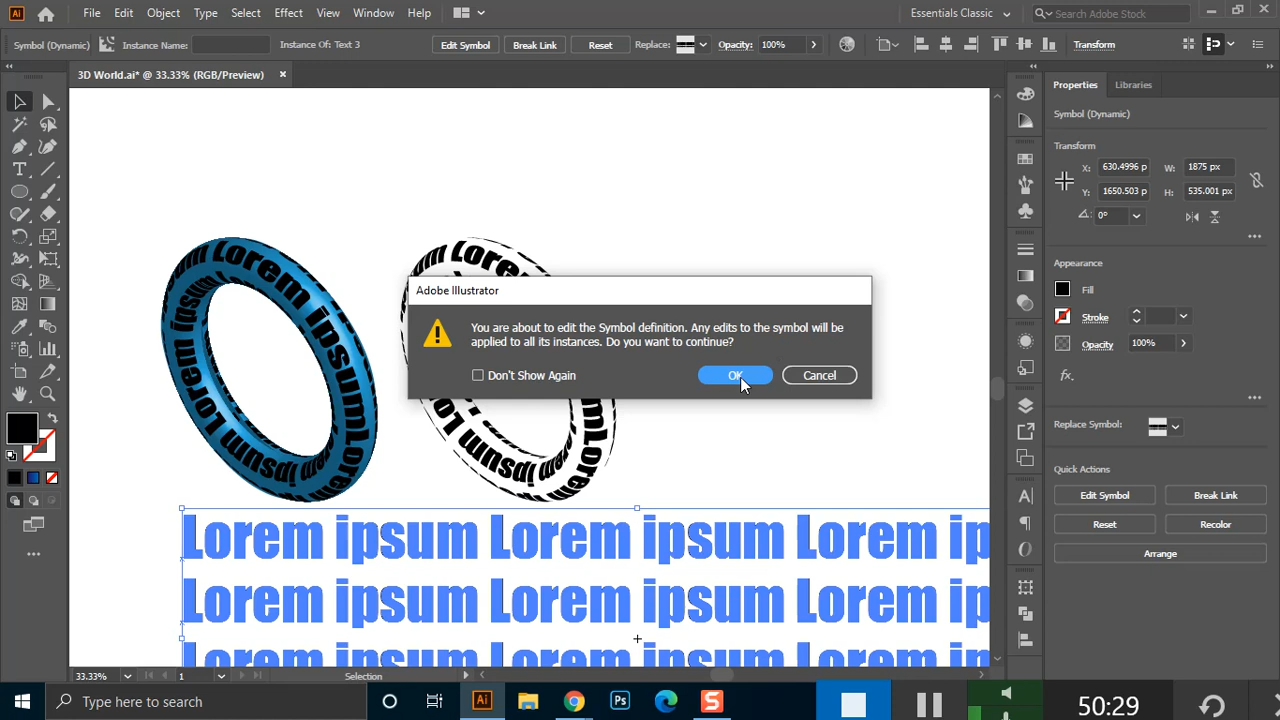 Ai File Edit Object Type Select Effect View Window Help Essentials Classic Search Adobe Stock
Symbol (Dynamic) Instance Name: Instance Of: Text 3 Edit Symbol Break Link Reset Replace: Opacity: 100% Transform
3D World.ai* @ 33.33% (RGB/Preview)
Properties Libraries
Symbol (Dynamic)
Transform
X: 630.4996 p W: 1875 px
Y: 1650.503 p H: 535.001 px
0°
Appearance
Fill
Stroke
Opacity 100%
fx.
Replace Symbol:
Quick Actions
Edit Symbol Break Link
Reset Recolor
Arrange
Adobe Illustrator
You are about to edit the Symbol definition. Any edits to the symbol will be
applied to all its instances. Do you want to continue?
Don't Show Again OK Cancel
Lorem ipsum
Lorem ipsum Lorem ipsum Lorem ip
Lorem ipsum Lorem ipsum Lorem ip
33.33% 1 Selection
Type here to search Ai Ps S 50:29